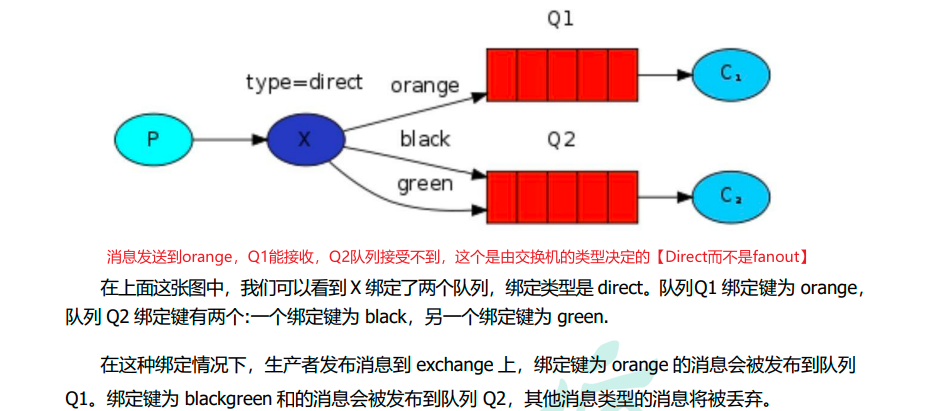 Q1
type=direct
orange
C₁
P
X
black
Q2
green
C₂
消息发送到orange，Q1能接收，Q2队列接受不到，这个是由交换机的类型决定的【Direct而不是fanout】
在上面这张图中，我们可以看到 X 绑定了两个队列，绑定类型是 direct。队列Q1 绑定键为 orange，
队列 Q2 绑定键有两个:一个绑定键为 black，另一个绑定键为 green.
在这种绑定情况下，生产者发布消息到 exchange 上，绑定键为 orange 的消息会被发布到队列
Q1。绑定键为 blackgreen 和的消息会被发布到队列 Q2，其他消息类型的消息将被丢弃。